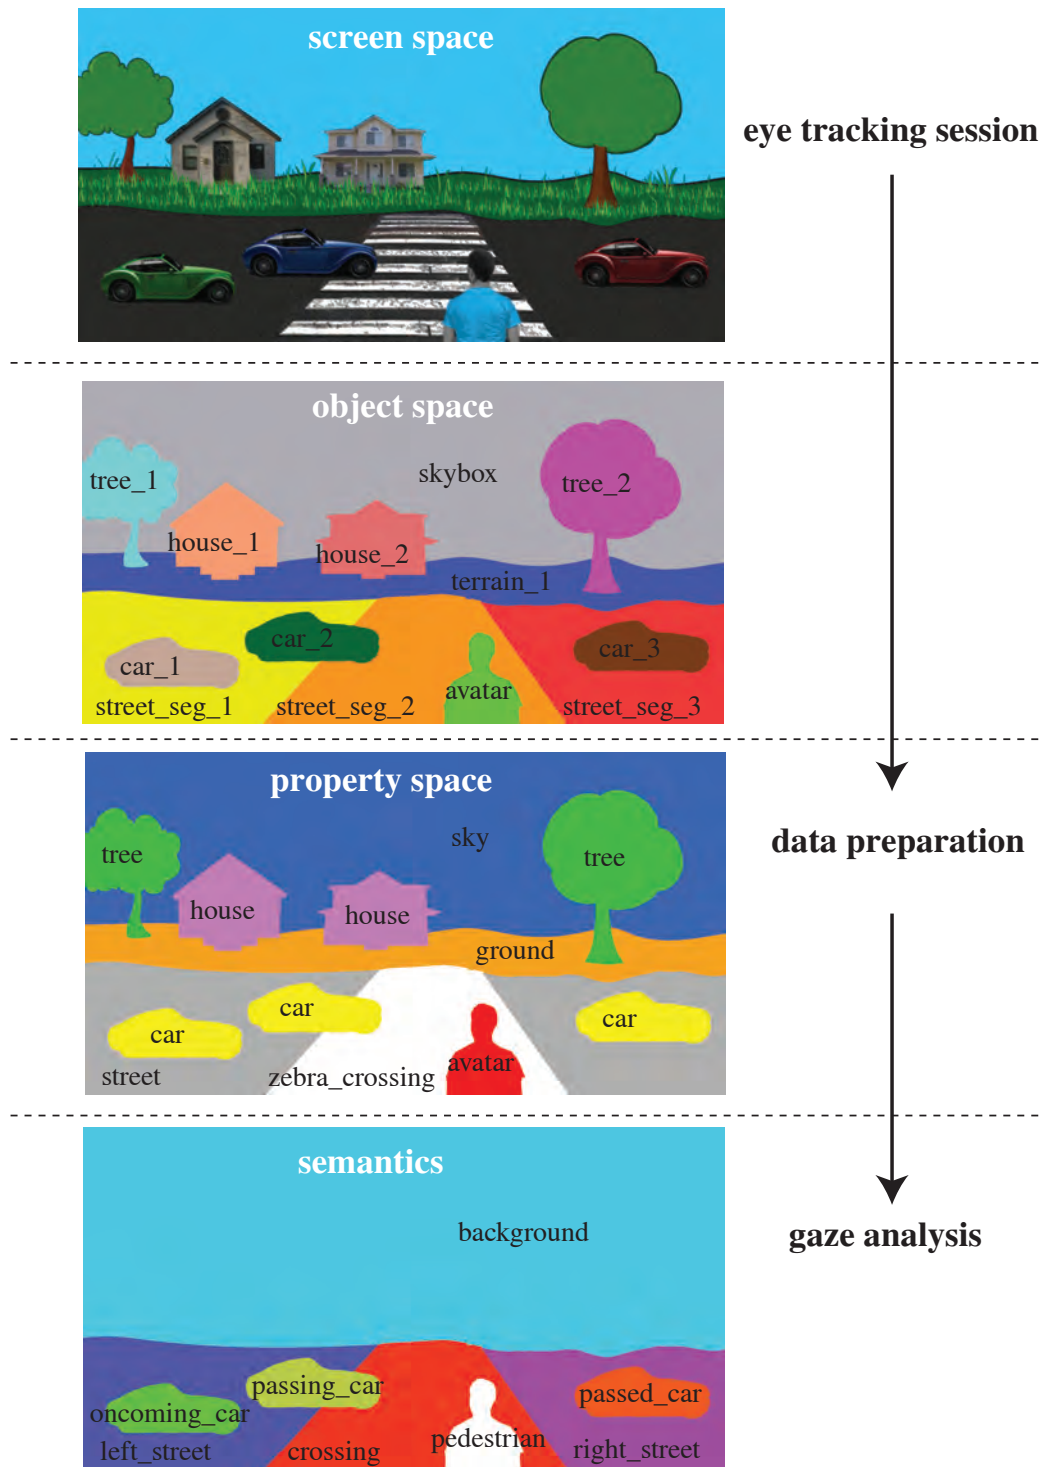 screen space
eye tracking session
object space
skybox
tree_1
tree_2
house_1
house_2
terrain_1
car_2
car_3
car_1
avatar
street_seg_1
street_seg_2
street_seg_3
property space
sky
tree
tree
data preparation
house
house
ground
car
car
car
avatar
street
zebra_crossing
semantics
background
gaze analysis
passing_car
passed_car
oncoming_car
pedestrian
left_street
crossing
right_street